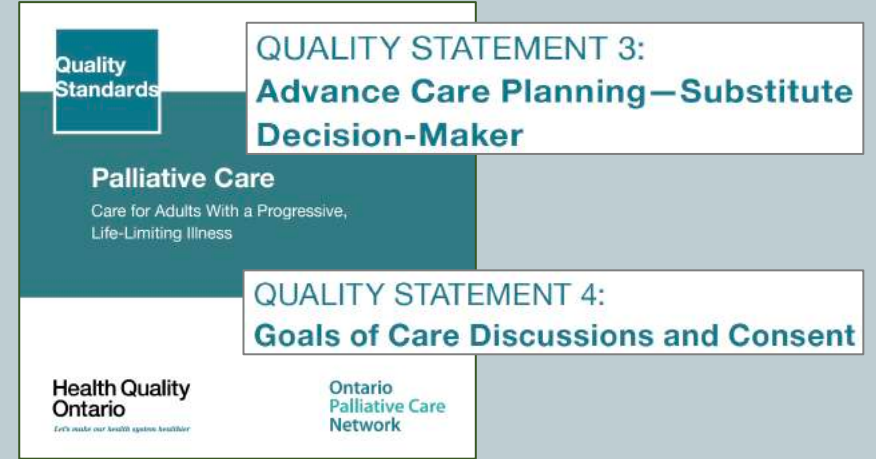 Quality
Standards
QUALITY STATEMENT 3:
Advance Care Planning—Substitute
Decision-Maker
Palliative Care
Care for Adults With a Progressive,
Life-Limiting Illness
QUALITY STATEMENT 4:
Goals of Care Discussions and Consent
Health Quality
Ontario
Let's make our health system healthier
Ontario
Palliative Care
Network